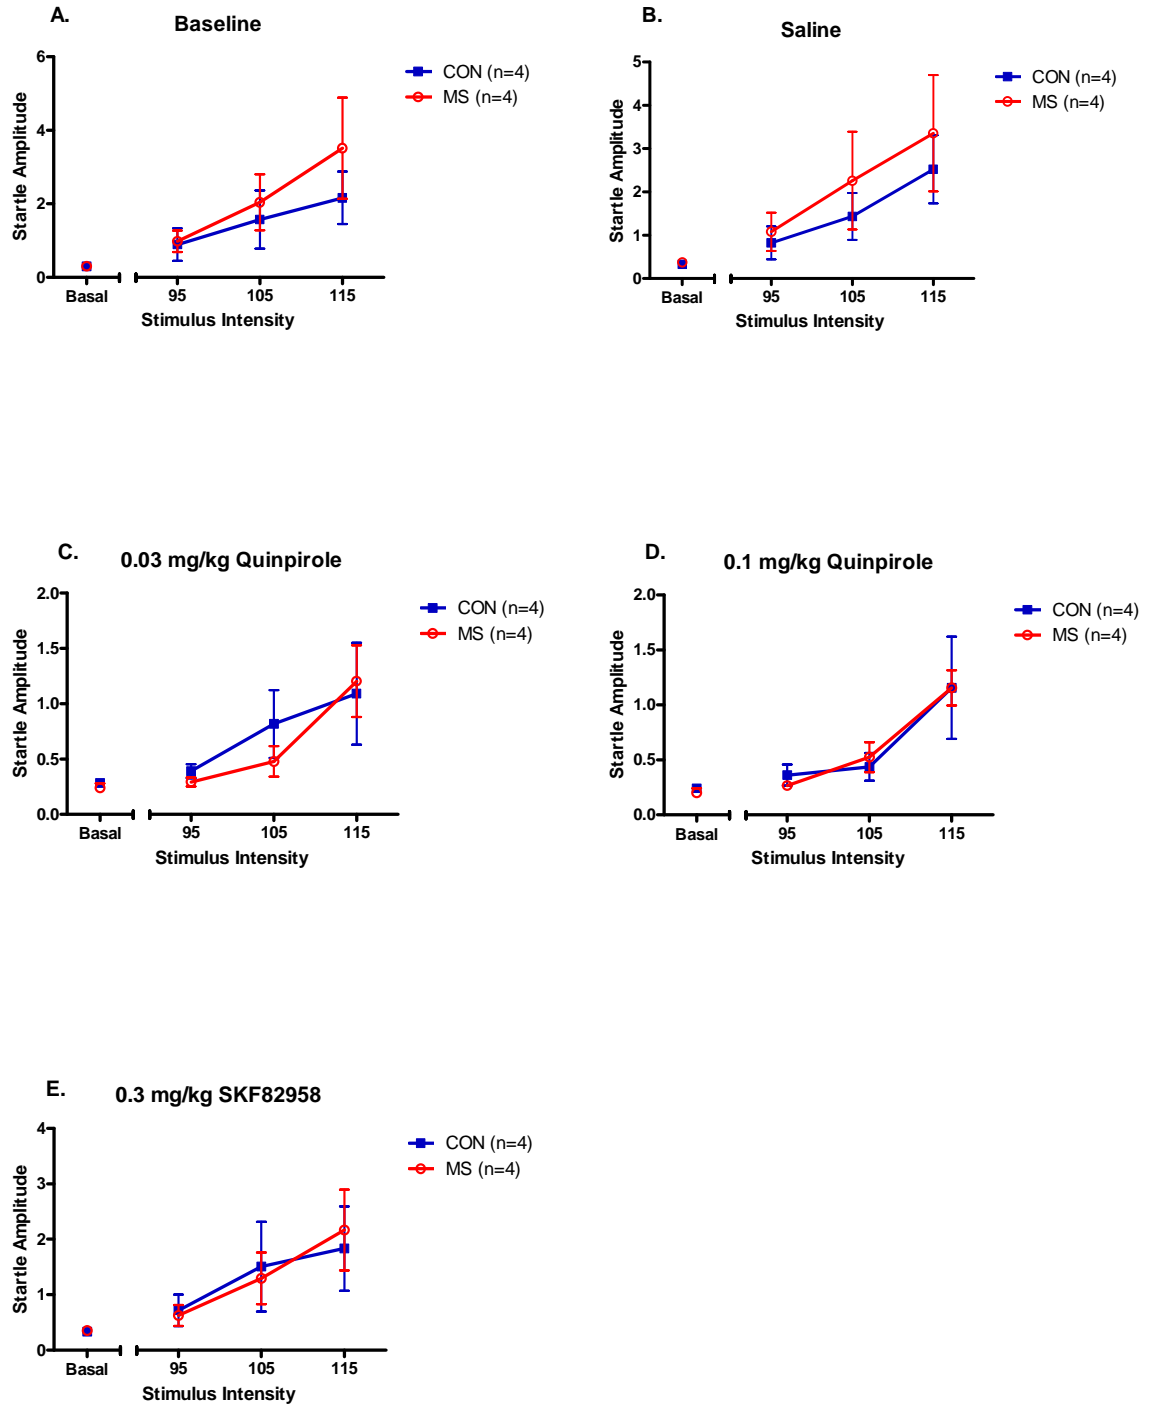 A.
Baseline
6
4
2
0
Startle Amplitude
Basal
95
105
115
Stimulus Intensity
CON (n=4)
MS (n=4)
B.
Saline
5
4
3
2
1
0
Startle Amplitude
Basal
95
105
115
Stimulus Intensity
CON (n=4)
MS (n=4)
C.
0.03 mg/kg Quinpirole
2.0
1.5
1.0
0.5
0.0
Startle Amplitude
Basal
95
105
115
Stimulus Intensity
CON (n=4)
MS (n=4)
D.
0.1 mg/kg Quinpirole
2.0
1.5
1.0
0.5
0.0
Startle Amplitude
Basal
95
105
115
Stimulus Intensity
CON (n=4)
MS (n=4)
E.
0.3 mg/kg SKF82958
4
3
2
1
0
Startle Amplitude
Basal
95
105
115
Stimulus Intensity
CON (n=4)
MS (n=4)